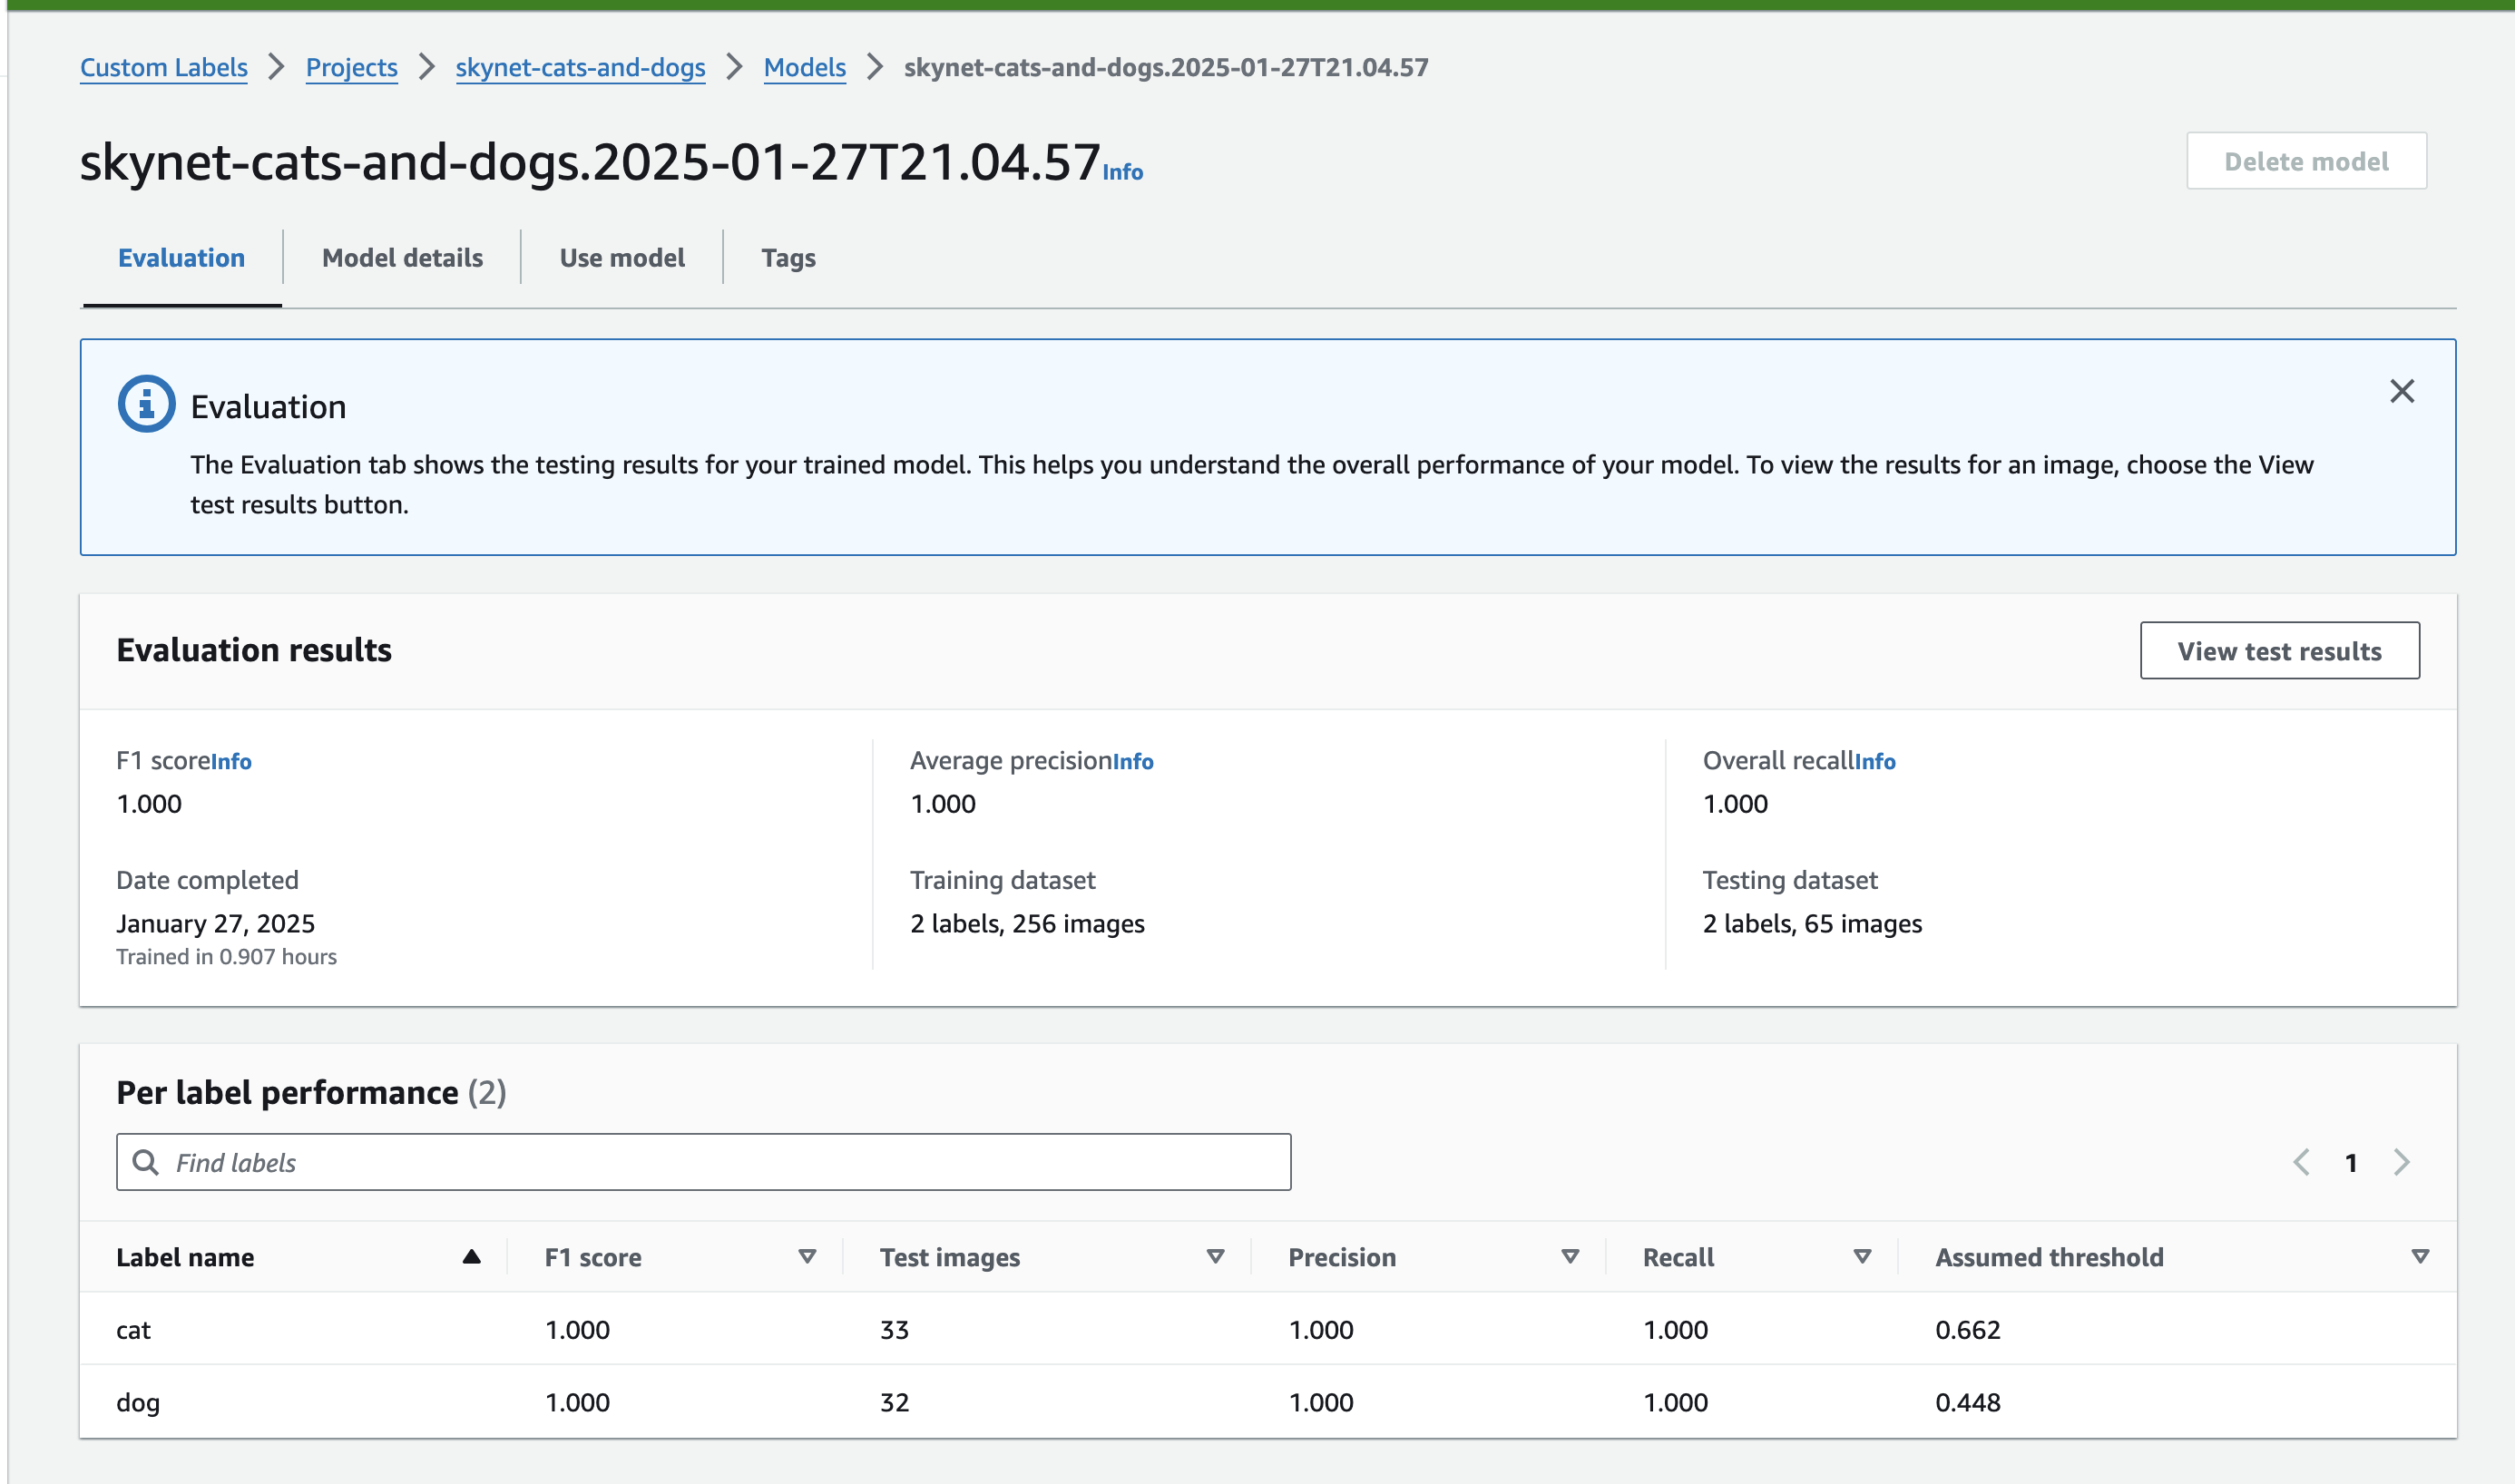 Custom Labels > Projects > skynet-cats-and-dogs > Models > skynet-cats-and-dogs.2025-01-27T21.04.57
skynet-cats-and-dogs.2025-01-27T21.04.57 Info
Delete model
Evaluation Model details Use model Tags
Evaluation
The Evaluation tab shows the testing results for your trained model. This helps you understand the overall performance of your model. To view the results for an image, choose the View
test results button.
Evaluation results
View test results
F1 score Info Average precision Info Overall recall Info
1.000 1.000 1.000
Date completed Training dataset Testing dataset
January 27, 2025 2 labels, 256 images 2 labels, 65 images
Trained in 0.907 hours
Per label performance (2)
Find labels
1
Label name F1 score Test images Precision Recall Assumed threshold
cat 1.000 33 1.000 1.000 0.662
dog 1.000 32 1.000 1.000 0.448